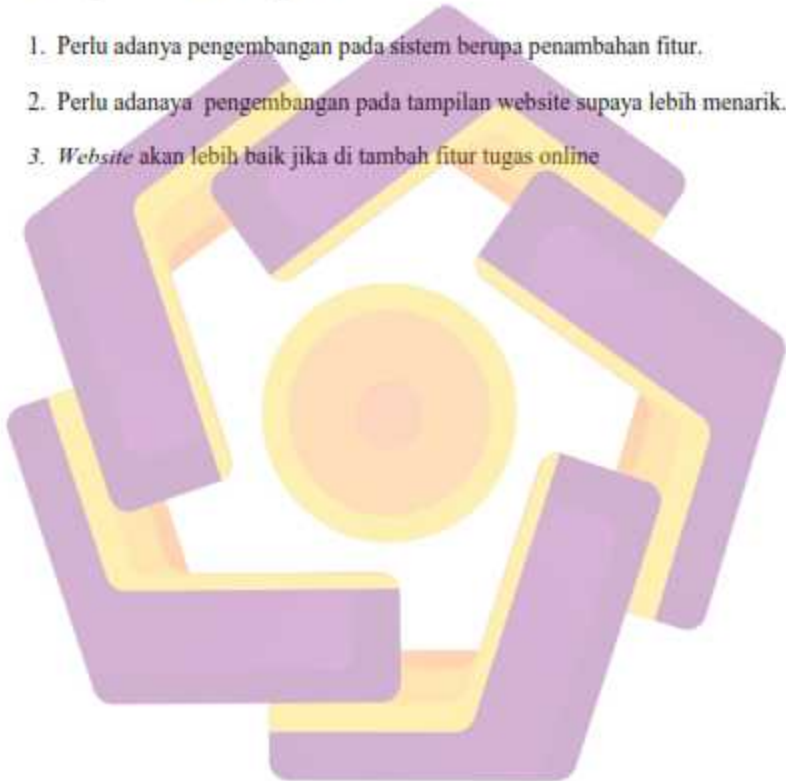 1. Perlu adanya pengembangan pada sistem berupa penambahan fitur.
2. Perlu adanaya pengembangan pada tampilan website supaya lebih menarik.
3. Website akan lebih baik jika di tambah fitur tugas online